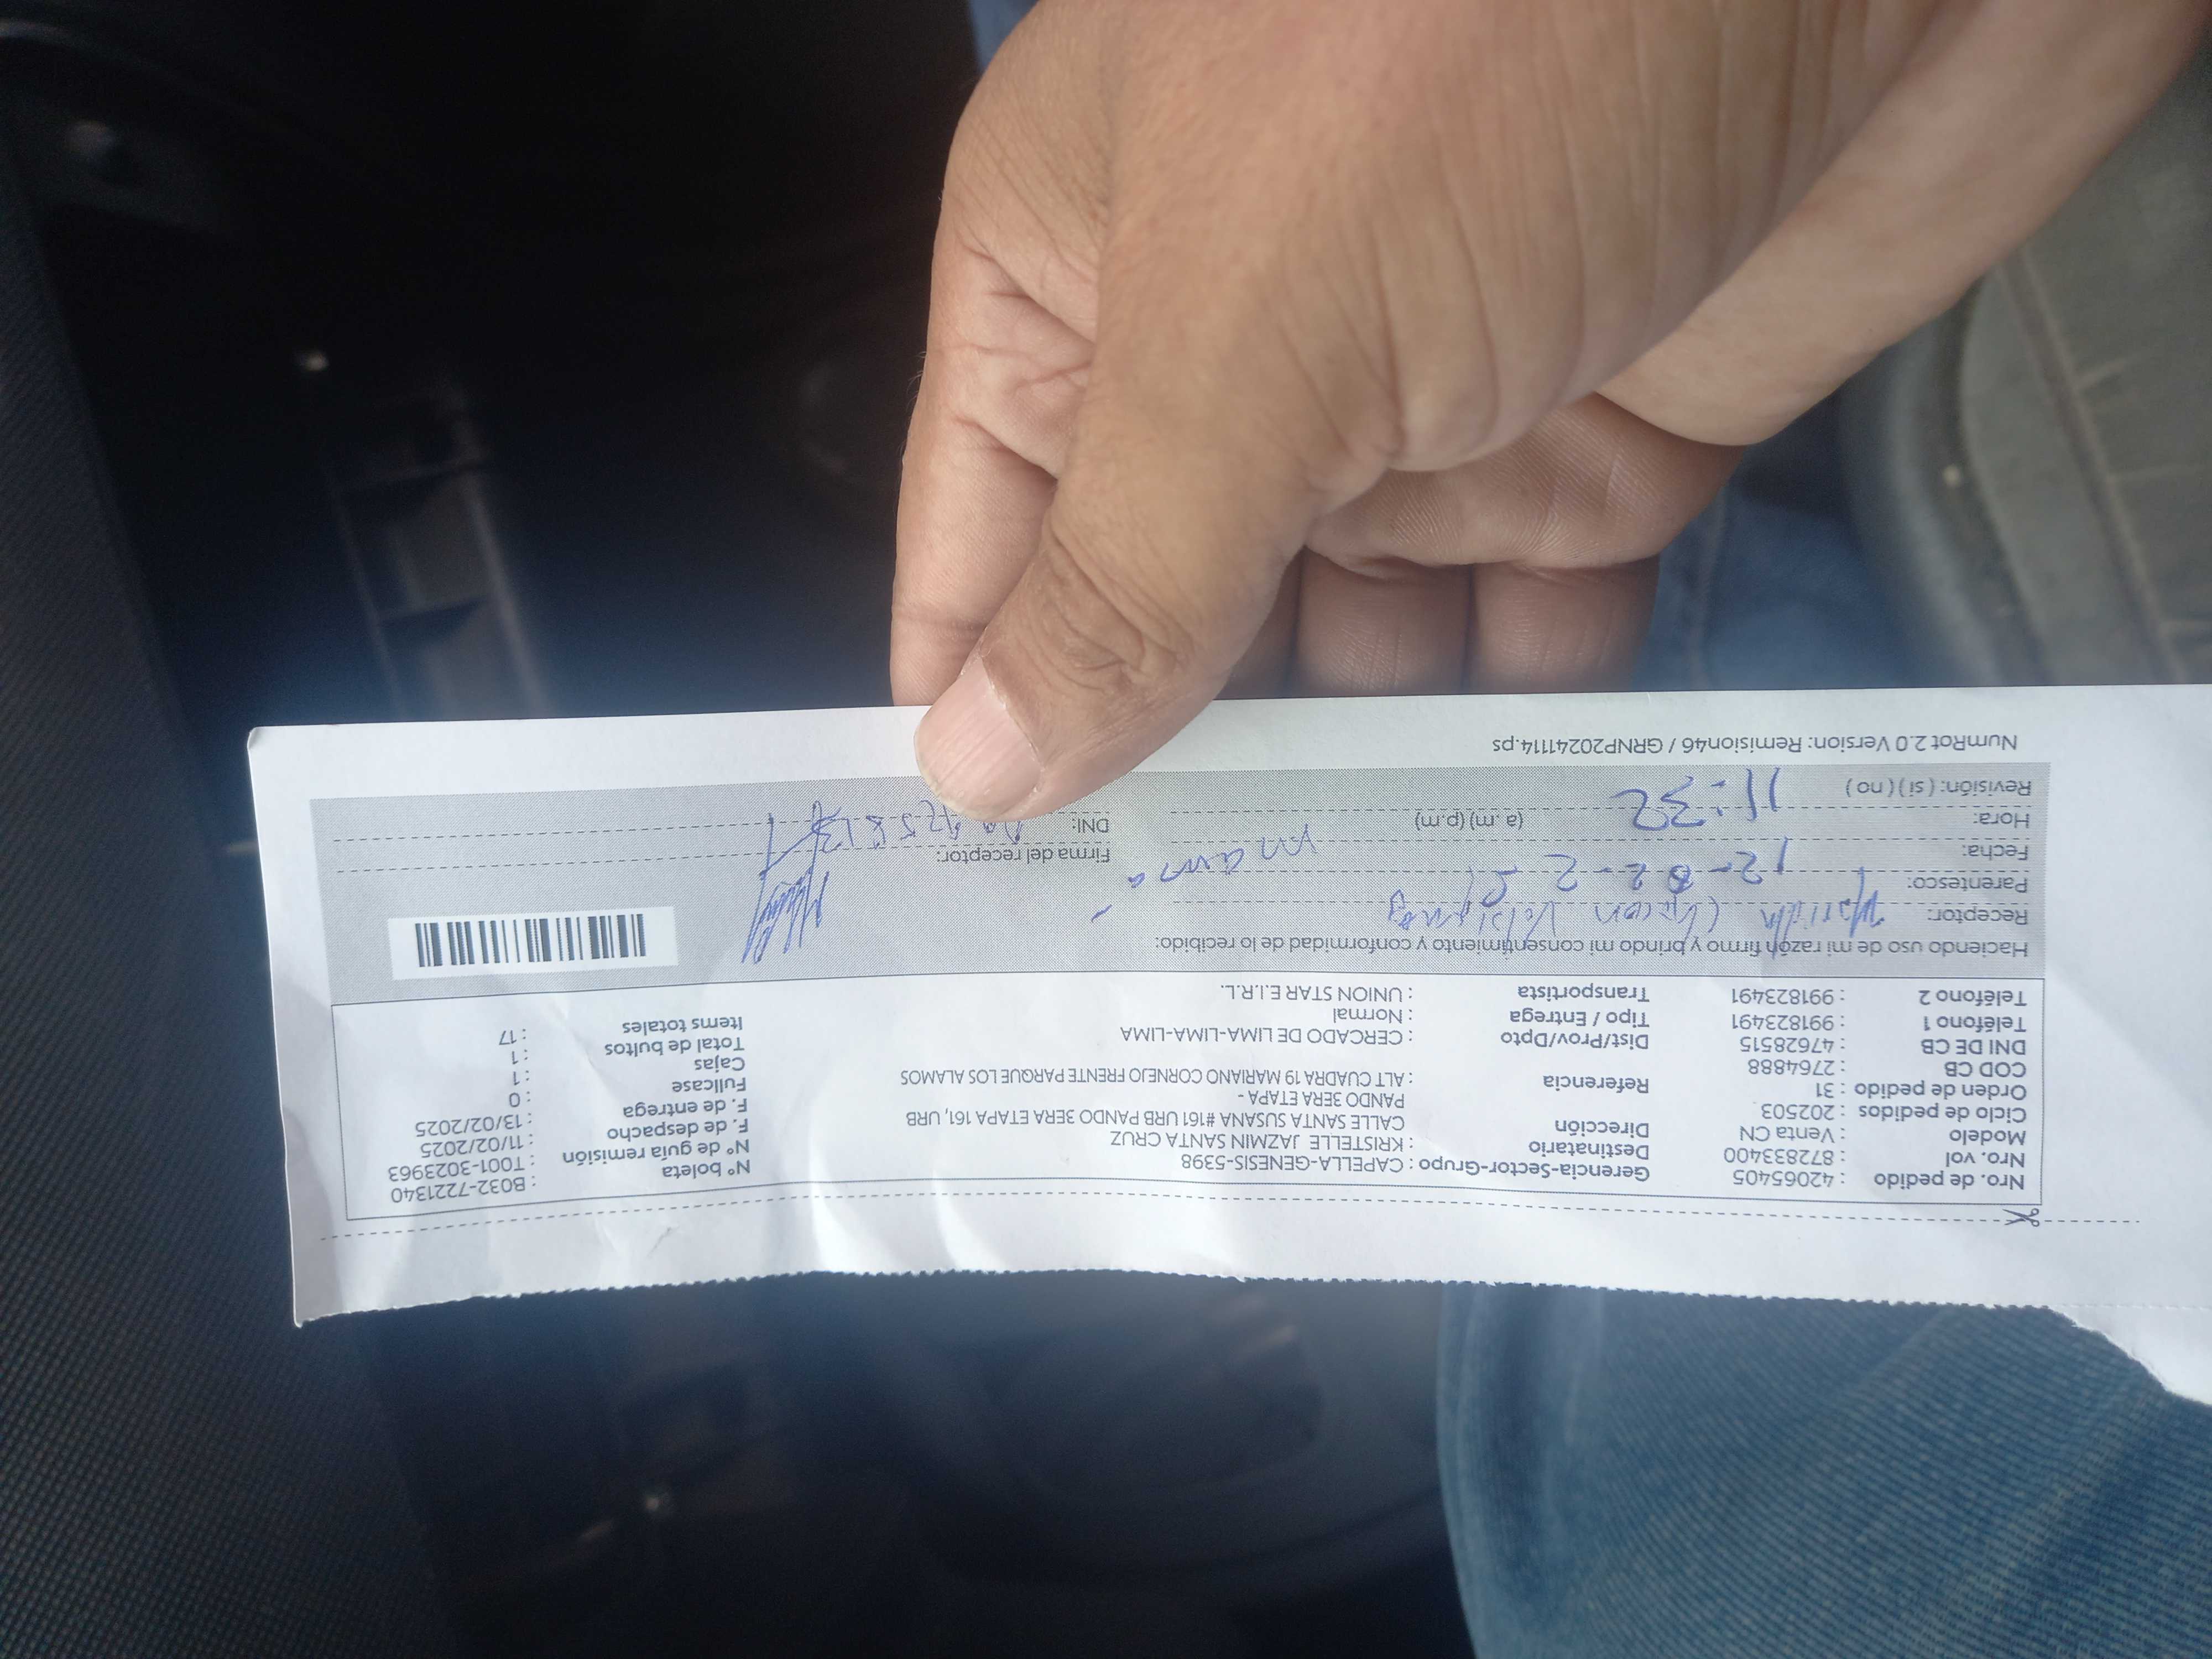 Nro. de pedido : 42065405 Gerencia-Sector-Grupo : CAPELLA-GENESIS-5398 N° boleta : B032-7221340
Nro. vol : 872833400 Destinatario : KRISTELLE JAZMIN SANTA CRUZ N° de guía remisión : T001-3023963
Modelo : Venta CN Dirección CALLE SANTA SUSANA #161 URB PANDO 3ERA ETAPA 161, URB F. de despacho : 11/02/2025
Ciclo de pedidos : 202503 PANDO 3ERA ETAPA - F. de entrega : 13/02/2025
Orden de pedido : 31 Referencia : ALT CUADRA 19 MARIANO CORNEJO FRENTE PARQUE LOS ALAMOS Fullcase : 0
COD CB : 2764888 Cajas : 1
DNI DE CB : 47628515 Dist/Prov/Dpto : CERCADO DE LIMA-LIMA-LIMA Total de bultos : 1
Teléfono 1 : 991823491 Tipo / Entrega : Normal Items totales : 17
Teléfono 2 : 991823491 Transportista : UNION STAR E.I.R.L.
Haciendo uso de mi razón firmo y brindo mi consentimiento y conformidad de lo recibido:
Receptor:
Parentesco: mama
Fecha: 12-02-2 Firma del receptor:
Hora: 11:32 (a.m) (p.m) DNI:
Revisión: ( si ) ( no )
NumRot 2.0 Version: Remision46 / GRNP20241114.ps